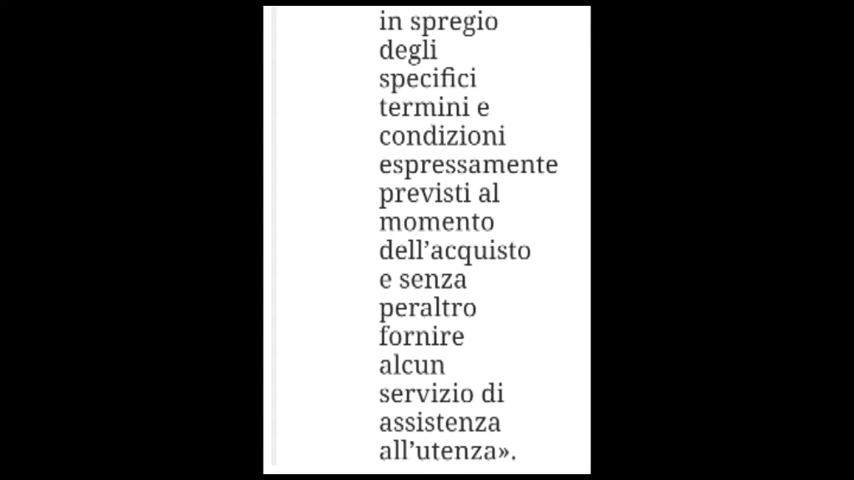 in spregio
degli
specifici
termini e
condizioni
espressamente
previsti al
momento
dell’acquisto
e senza
peraltro
fornire
alcun
servizio di
assistenza
all’utenza».